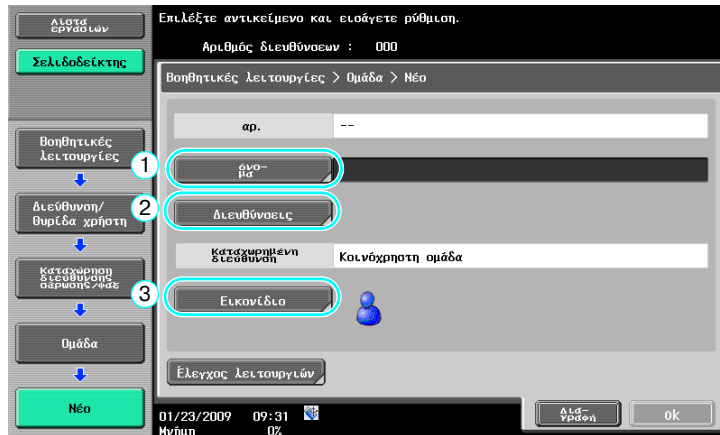 Λίστα
εργασιών
Σελιδοδείκτης
Επιλέξτε αντικείμενο και εισάγετε ρύθμιση.
Αριθμός διευθύνσεων : 000
Βοηθητικές λειτουργίες > Ομάδα > Νέο
αρ.
--
Βοηθητικές
λειτουργίες
1
όνο-
μα
Διεύθυνση/
Θυρίδα χρήστη
2
Διευθύνσεις
Καταχωρημένη
διεύθυνση
Κοινόχρηστη ομάδα
Καταχώρηση
διεύθυνσης
σάρωσης/φαξ
3
Εικονίδιο
Ομάδα
Έλεγχος λειτουργιών
Νέο
01/23/2009 09:31
Μνήμη 0%
Δια-
γραφή
ok